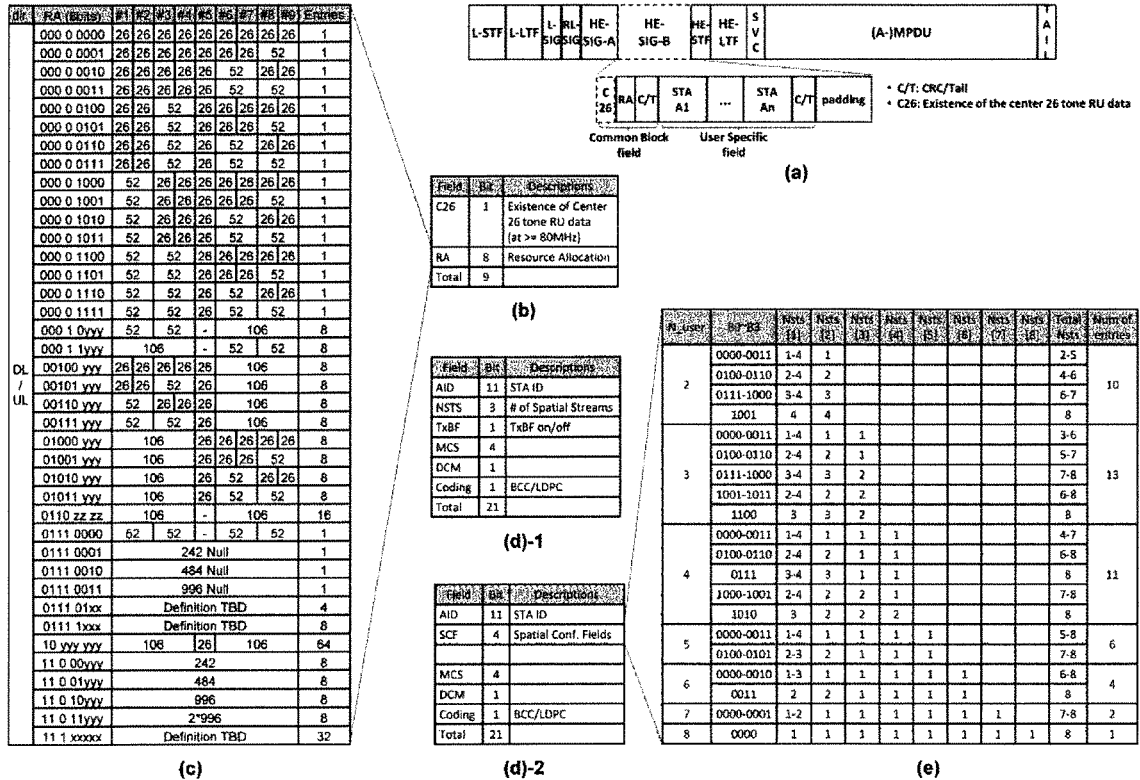 L-STF L-LTF L-SIG RL-SIG HE-SIG-A HE-SIG-B HE-STF HE-LTF SVC (A-)MPDU TAIL
C26 RA C/T STA A1 ... STA An C/T padding
• C/T: CRC/Tail
• C26: Existence of the center 26 tone RU data
Common Block field
User Specific field
(a)
Field Bit Descriptions
C26 1 Existence of Center 26 tone RU data (at >= 80MHz)
RA 8 Resource Allocation
Total 9
(b)
dir. RA (8bits) #1 #2 #3 #4 #5 #6 #7 #8 #9 Entries
DL / UL
000 0 0000 26 26 26 26 26 26 26 26 26 1
000 0 0001 26 26 26 26 26 26 26 52 1
000 0 0010 26 26 26 26 26 52 26 26 1
000 0 0011 26 26 26 26 26 52 52 1
000 0 0100 26 26 52 26 26 26 26 26 1
000 0 0101 26 26 52 26 26 26 52 1
000 0 0110 26 26 52 26 52 26 26 1
000 0 0111 26 26 52 26 52 52 1
000 0 1000 52 26 26 26 26 26 26 26 1
000 0 1001 52 26 26 26 26 26 52 1
000 0 1010 52 26 26 26 52 26 26 1
000 0 1011 52 26 26 26 52 52 1
000 0 1100 52 52 26 26 26 26 26 1
000 0 1101 52 52 26 26 26 52 1
000 0 1110 52 52 26 52 26 26 1
000 0 1111 52 52 26 52 52 1
000 1 0yyy 52 52 - 106 8
000 1 1yyy 106 - 52 52 8
00100 yyy 26 26 26 26 26 106 8
00101 yyy 26 26 52 26 106 8
00110 yyy 52 26 26 26 106 8
00111 yyy 52 52 26 106 8
01000 yyy 106 26 26 26 26 26 8
01001 yyy 106 26 26 26 52 8
01010 yyy 106 26 52 26 26 8
01011 yyy 106 26 52 52 8
0110 zz zz 106 - 106 16
0111 0000 52 52 - 52 52 1
0111 0001 242 Null 1
0111 0010 484 Null 1
0111 0011 996 Null 1
0111 01xx Definition TBD 4
0111 1xxx Definition TBD 8
10 yyy yyy 106 26 106 64
11 0 00yyy 242 8
11 0 01yyy 484 8
11 0 10yyy 996 8
11 0 11yyy 2*996 8
11 1 xxxxx Definition TBD 32
(c)
Field Bit Descriptions
AID 11 STA ID
NSTS 3 # of Spatial Streams
TxBF 1 TxBF on/off
MCS 4
DCM 1
Coding 1 BCC/LDPC
Total 21
(d)-1
Field Bit Descriptions
AID 11 STA ID
SCF 4 Spatial Conf. Fields
MCS 4
DCM 1
Coding 1 BCC/LDPC
Total 21
(d)-2
N_user B0~B3 Nsts [1] Nsts [2] Nsts [3] Nsts [4] Nsts [5] Nsts [6] Nsts [7] Nsts [8] Total Nsts Num of entries
2 0000-0011 1-4 1 2-5 10
0100-0110 2-4 2 4-6
0111-1000 3-4 3 6-7
1001 4 4 8
3 0000-0011 1-4 1 1 3-6 13
0100-0110 2-4 2 1 5-7
0111-1000 3-4 3 2 7-8
1001-1011 2-4 2 2 6-8
1100 3 3 2 8
4 0000-0011 1-4 1 1 1 4-7 11
0100-0110 2-4 2 1 1 6-8
0111 3-4 3 1 1 8
1000-1001 2-4 2 2 1 7-8
1010 3 2 2 2 8
5 0000-0011 1-4 1 1 1 1 5-8 6
0100-0101 2-3 2 1 1 1 7-8
6 0000-0010 1-3 1 1 1 1 1 6-8 4
0011 2 2 1 1 1 1 8
7 0000-0001 1-2 1 1 1 1 1 1 7-8 2
8 0000 1 1 1 1 1 1 1 1 8 1
(e)